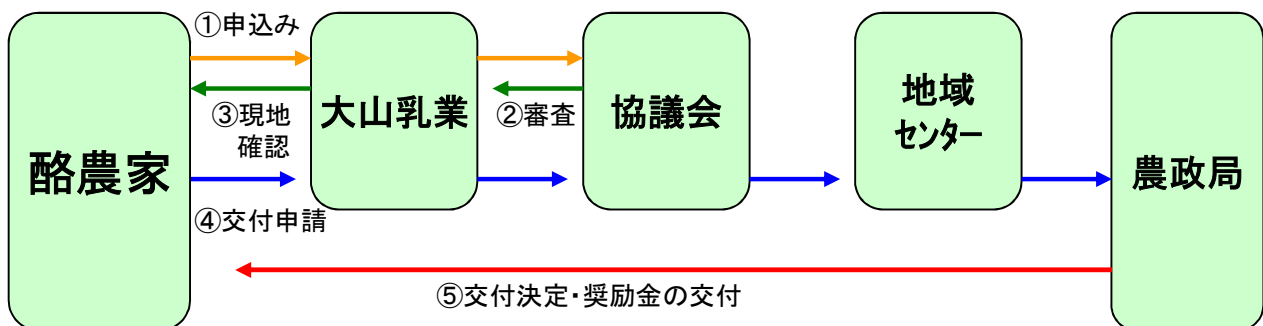 ①申込み
酪農家
大山乳業
③現地
確認
②審査
協議会
地域
センター
農政局
④交付申請
⑤交付決定・奨励金の交付